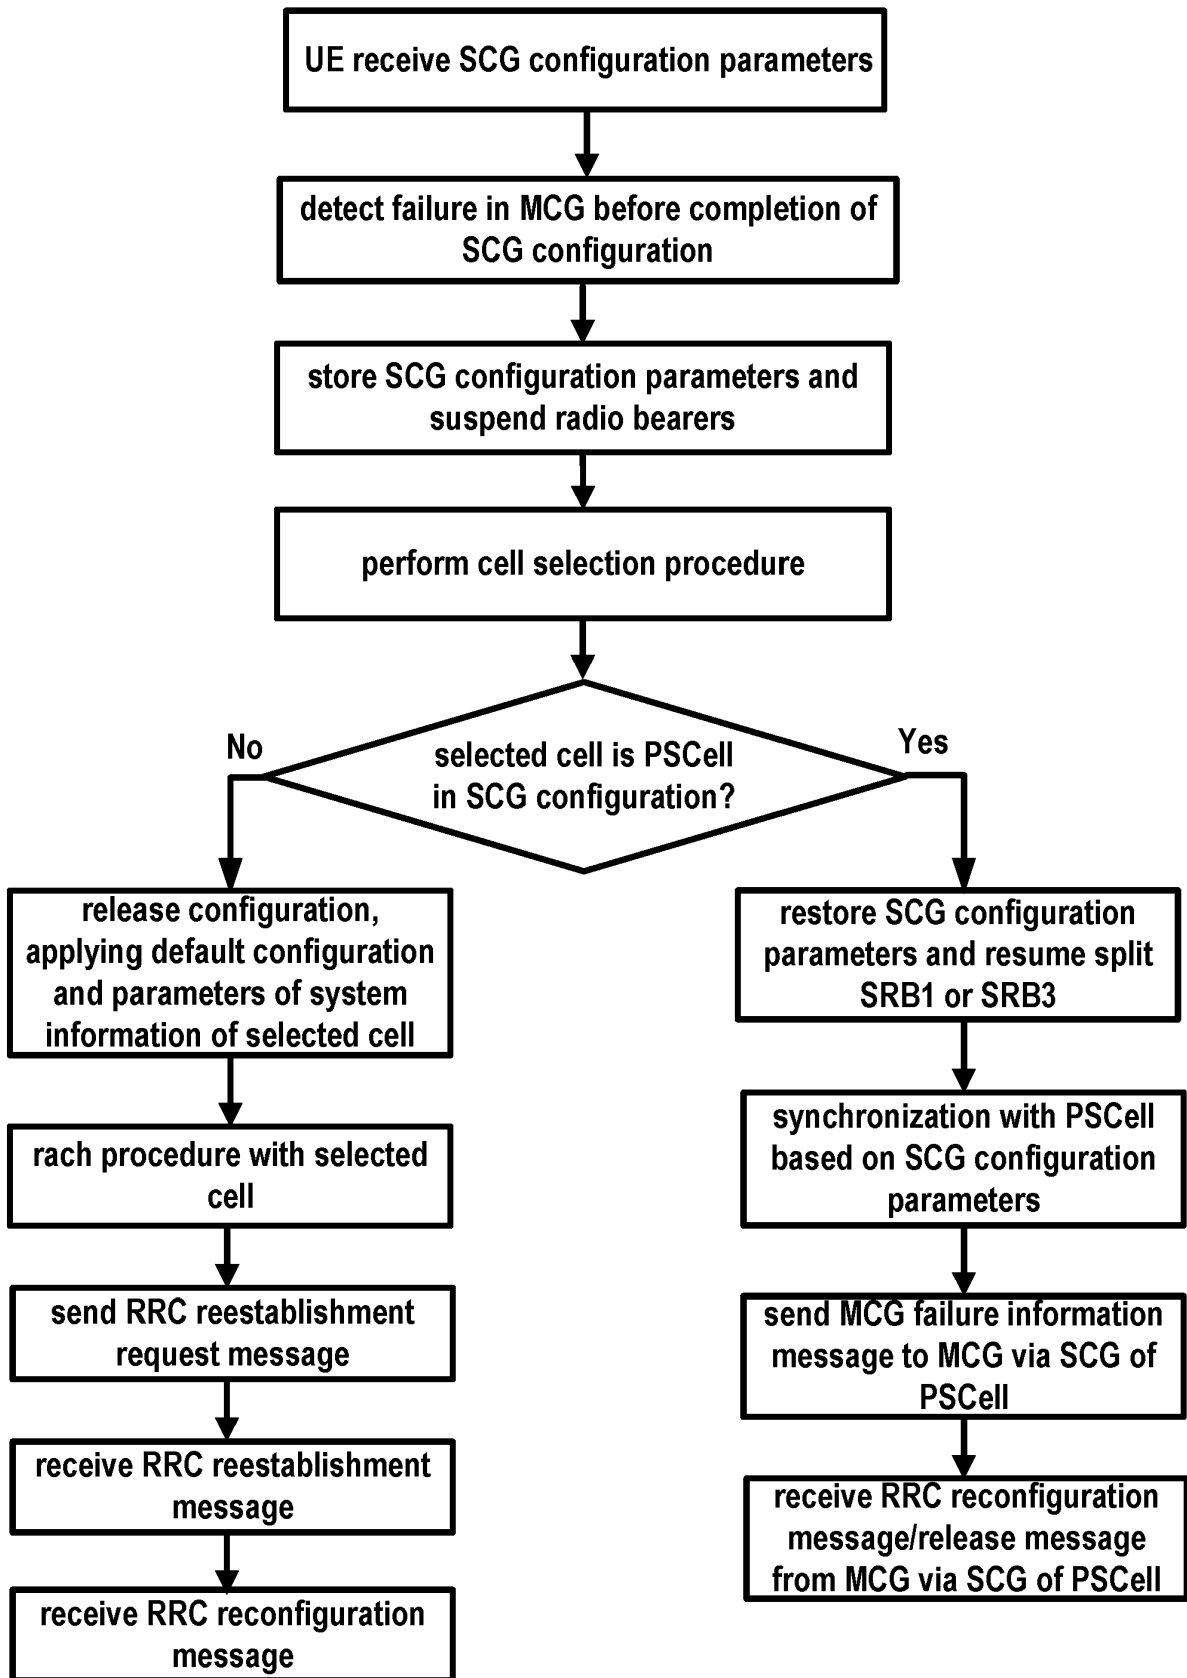 UE receive SCG configuration parameters
detect failure in MCG before completion of
SCG configuration
store SCG configuration parameters and
suspend radio bearers
perform cell selection procedure
selected cell is PSCell
in SCG configuration?
No
Yes
release configuration,
applying default configuration
and parameters of system
information of selected cell
rach procedure with selected
cell
send RRC reestablishment
request message
receive RRC reestablishment
message
receive RRC reconfiguration
message
restore SCG configuration
parameters and resume split
SRB1 or SRB3
synchronization with PSCell
based on SCG configuration
parameters
send MCG failure information
message to MCG via SCG of
PSCell
receive RRC reconfiguration
message/release message
from MCG via SCG of PSCell